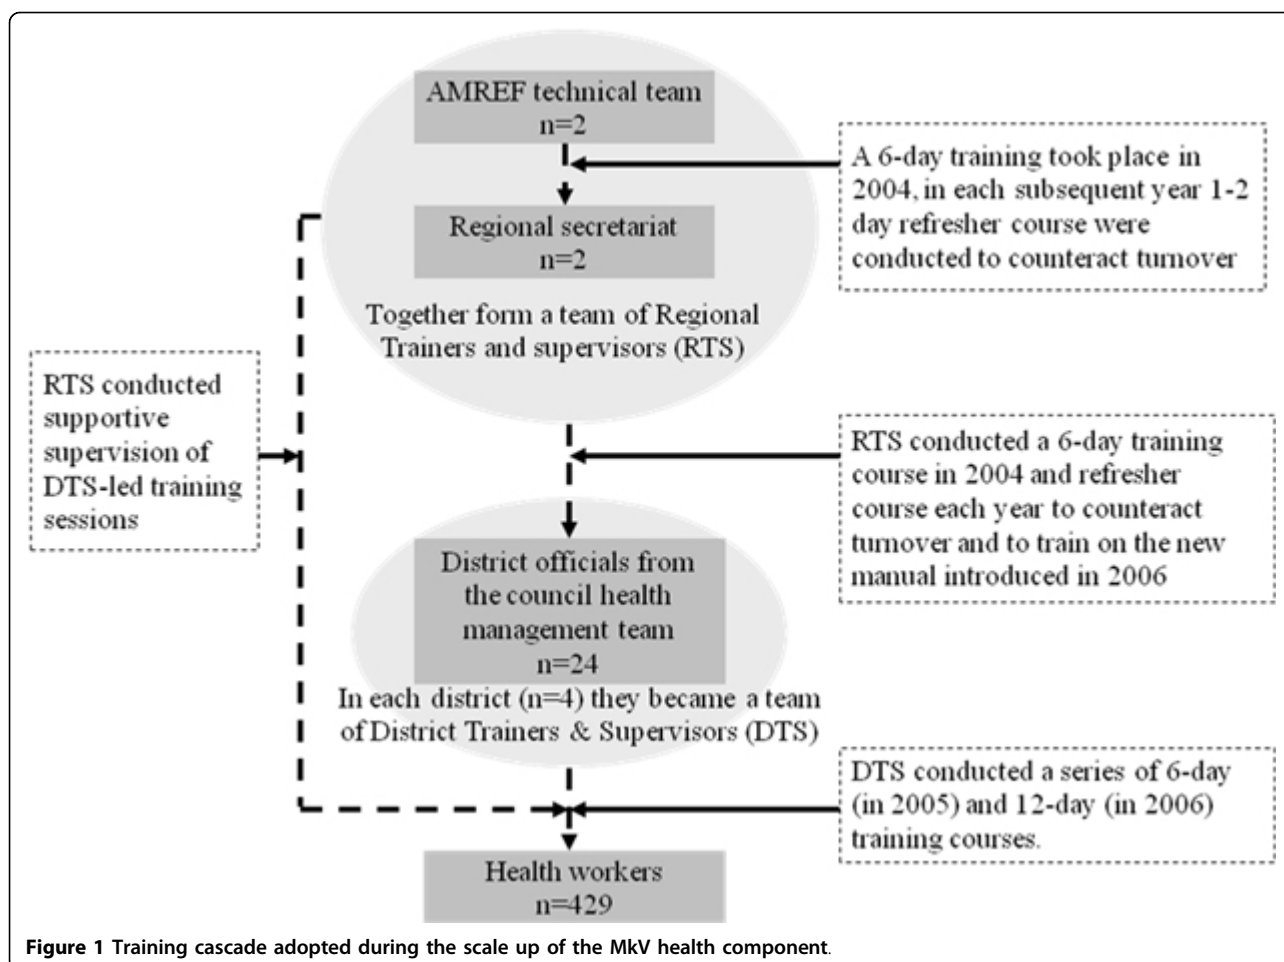 AMREF technical team
n=2
A 6-day training took place in
2004, in each subsequent year 1-2
day refresher course were
conducted to counteract turnover
Regional secretariat
n=2
Together form a team of Regional
Trainers and supervisors (RTS)
RTS conducted
supportive
supervision of
DTS-led training
sessions
RTS conducted a 6-day training
course in 2004 and refresher
course each year to counteract
turnover and to train on the new
manual introduced in 2006
District officials from
the council health
management team
n=24
In each district (n=4) they became a team
of District Trainers & Supervisors (DTS)
DTS conducted a series of 6-day
(in 2005) and 12-day (in 2006)
training courses.
Health workers
n=429
Figure 1 Training cascade adopted during the scale up of the MkV health component.